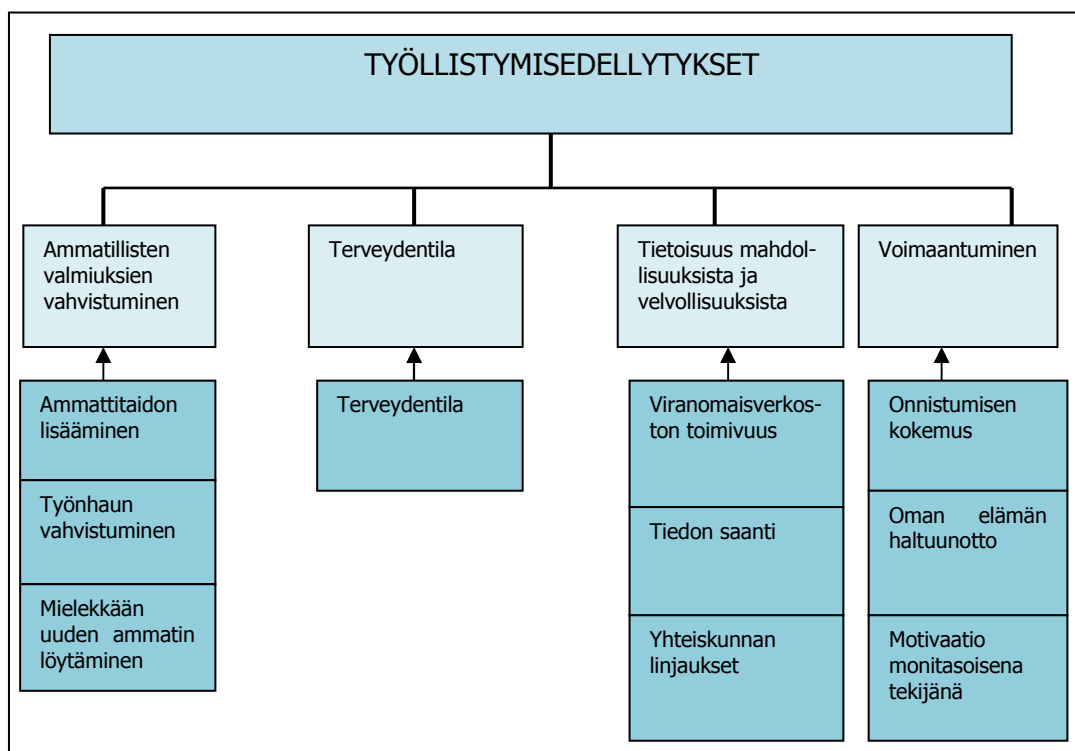 TYÖLLISTYMISEDELLYTYKSET
Ammatillisten
valmiuksien
vahvistuminen
Terveydentila
Tietoisuus mahdol-
lisuuksista ja
velvollisuuksista
Voimaantuminen
Ammattitaidon
lisääminen
Työnhaun
vahvistuminen
Mielekkään
uuden ammatin
löytäminen
Terveydentila
Viranomaisverkos-
ton toimivuus
Tiedon saanti
Yhteiskunnan
linjaukset
Onnistumisen
kokemus
Oman elämän
haltuunotto
Motivaatio
monitasoisena
tekijänä